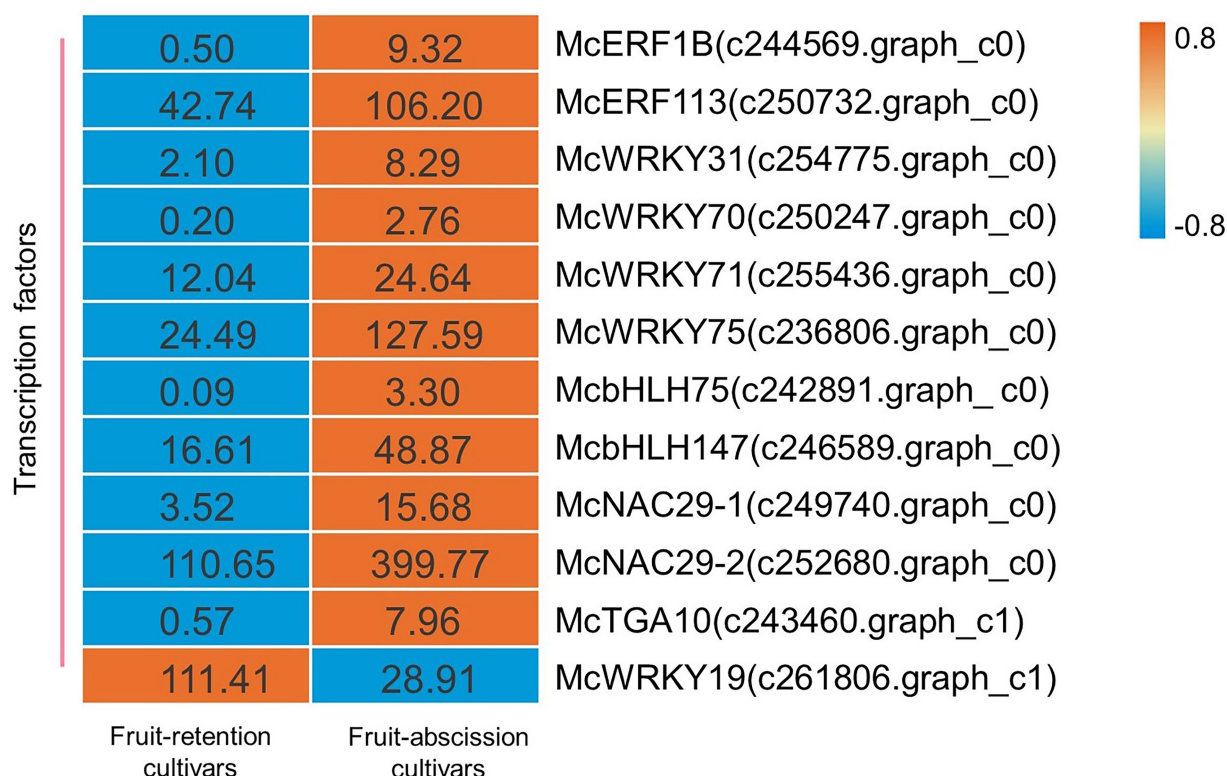 0.50 9.32 McERF1B(c244569.graph_c0)
42.74 106.20 McERF113(c250732.graph_c0)
2.10 8.29 McWRKY31(c254775.graph_c0)
0.20 2.76 McWRKY70(c250247.graph_c0)
12.04 24.64 McWRKY71(c255436.graph_c0)
24.49 127.59 McWRKY75(c236806.graph_c0)
0.09 3.30 McbHLH75(c242891.graph_ c0)
16.61 48.87 McbHLH147(c246589.graph_c0)
3.52 15.68 McNAC29-1(c249740.graph_c0)
110.65 399.77 McNAC29-2(c252680.graph_c0)
0.57 7.96 McTGA10(c243460.graph_c1)
111.41 28.91 McWRKY19(c261806.graph_c1)
Transcription factors
Fruit-retention
cultivars
Fruit-abscission
cultivars
0.8
-0.8